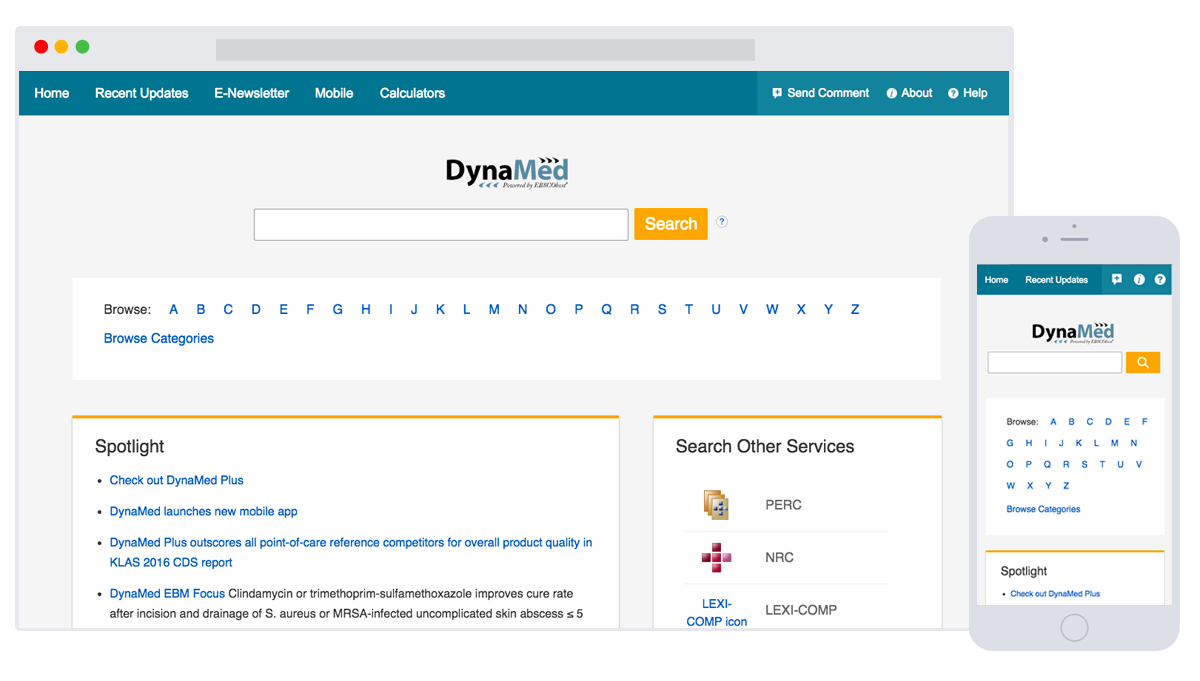 Home Recent Updates E-Newsletter Mobile Calculators Send Comment About Help
DynaMed
Powered by EBSCOhost
Search ?
Browse: A B C D E F G H I J K L M N O P Q R S T U V W X Y Z
Browse Categories
Spotlight
• Check out DynaMed Plus
• DynaMed launches new mobile app
• DynaMed Plus outscores all point-of-care reference competitors for overall product quality in
KLAS 2016 CDS report
• DynaMed EBM Focus Clindamycin or trimethoprim-sulfamethoxazole improves cure rate
after incision and drainage of S. aureus or MRSA-infected uncomplicated skin abscess ≤ 5
Search Other Services
PERC
NRC
LEXI-
COMP icon
LEXI-COMP
Home Recent Updates
DynaMed
Powered by EBSCOhost
Browse: A B C D E F
G H I J K L M N
O P Q R S T U V
W X Y Z
Browse Categories
Spotlight
• Check out DynaMed Plus